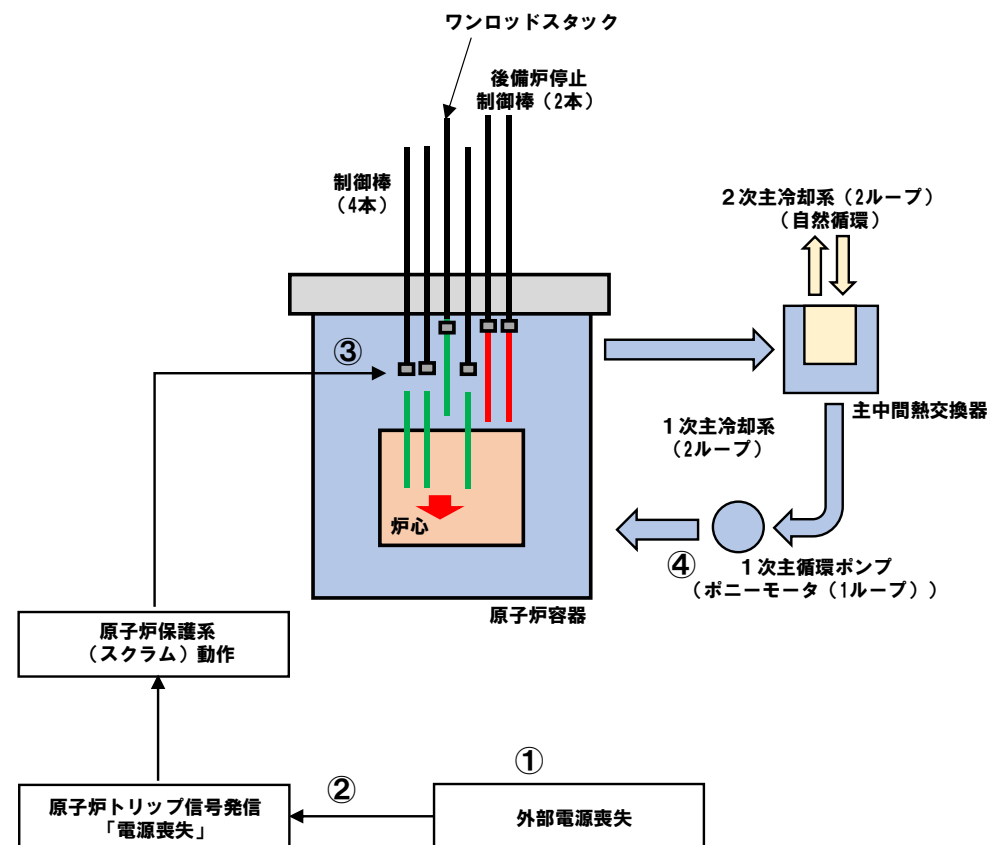 ワンロッドスタック
後備炉停止
制御棒（2本）
制御棒
（4本）
２次主冷却系（2ループ）
（自然循環）
③
主中間熱交換器
１次主冷却系
（2ループ）
炉心
④
１次主循環ポンプ
（ポニーモータ（1ループ））
原子炉容器
原子炉保護系
（スクラム）動作
①
②
原子炉トリップ信号発信
「電源喪失」
外部電源喪失